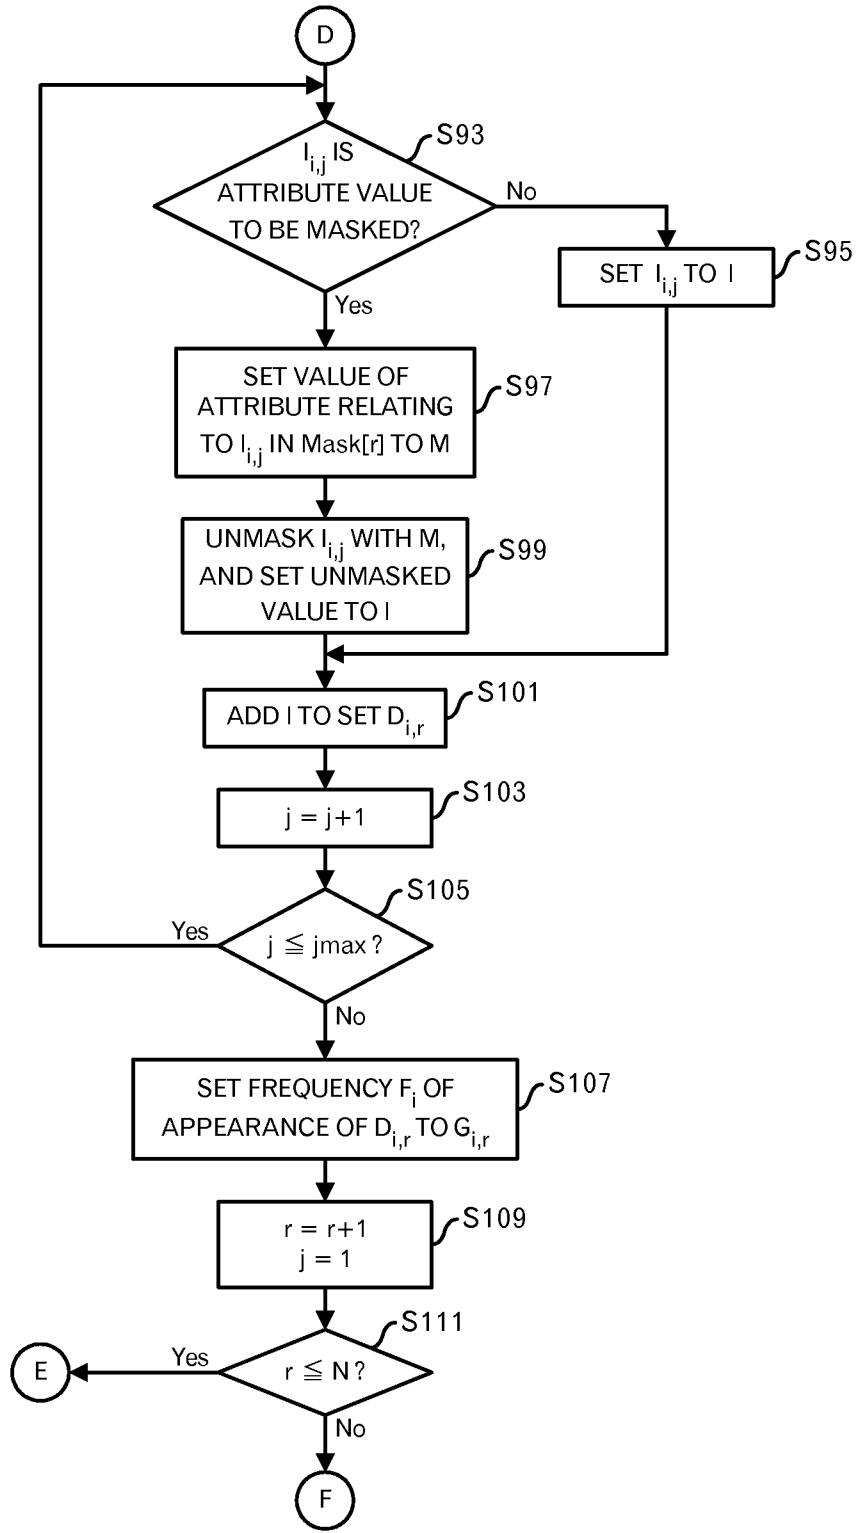 D
S93
I_{i,j} IS
ATTRIBUTE VALUE
TO BE MASKED?
No
Yes
S95
SET I_{i,j} TO I
S97
SET VALUE OF
ATTRIBUTE RELATING
TO I_{i,j} IN Mask[r] TO M
S99
UNMASK I_{i,j} WITH M,
AND SET UNMASKED
VALUE TO I
S101
ADD I TO SET D_{i,r}
S103
j = j+1
S105
Yes
j ≦ jmax ?
No
S107
SET FREQUENCY F_i OF
APPEARANCE OF D_{i,r} TO G_{i,r}
S109
r = r+1
j = 1
S111
E
Yes
r ≦ N ?
No
F